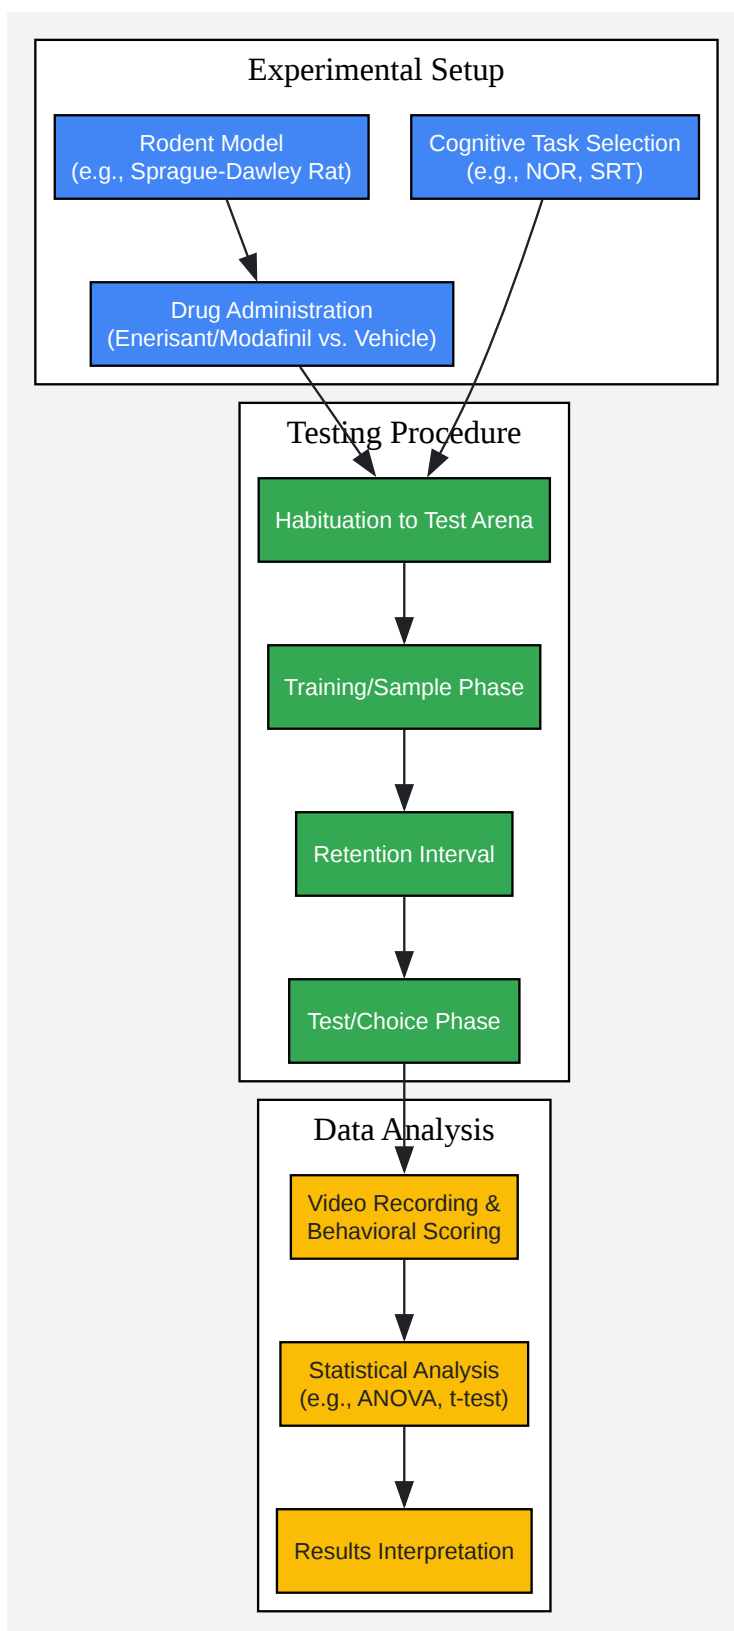 Experimental Setup
Rodent Model
(e.g., Sprague-Dawley Rat)
Cognitive Task Selection
(e.g., NOR, SRT)
Drug Administration
(Enerisant/Modafinil vs. Vehicle)
Testing Procedure
Habituation to Test Arena
Training/Sample Phase
Retention Interval
Test/Choice Phase
Data Analysis
Video Recording &
Behavioral Scoring
Statistical Analysis
(e.g., ANOVA, t-test)
Results Interpretation